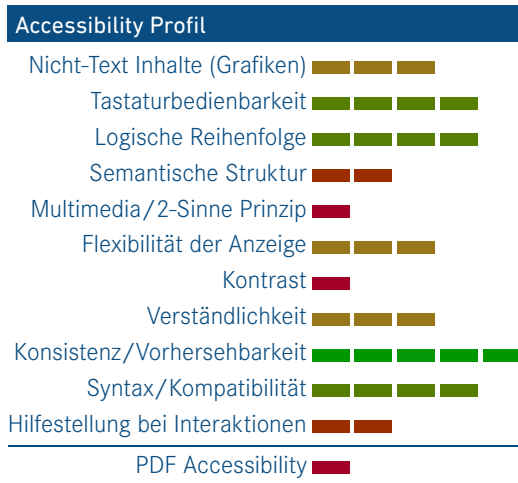 Accessibility Profil
Nicht-Text Inhalte (Grafiken)
Tastaturbedienbarkeit
Logische Reihenfolge
Semantische Struktur
Multimedia/2-Sinne Prinzip
Flexibilität der Anzeige
Kontrast
Verständlichkeit
Konsistenz/Vorhersehbarkeit
Syntax/Kompatibilität
Hilfestellung bei Interaktionen
PDF Accessibility